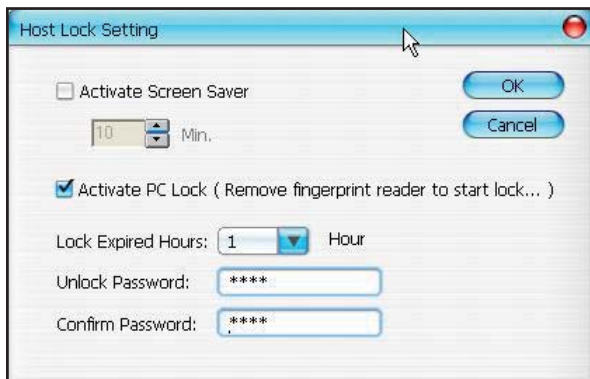 Host Lock Setting
Activate Screen Saver
OK
10 Min.
Cancel
Activate PC Lock ( Remove fingerprint reader to start lock... )
Lock Expired Hours: 1 Hour
Unlock Password: ****
Confirm Password: ****